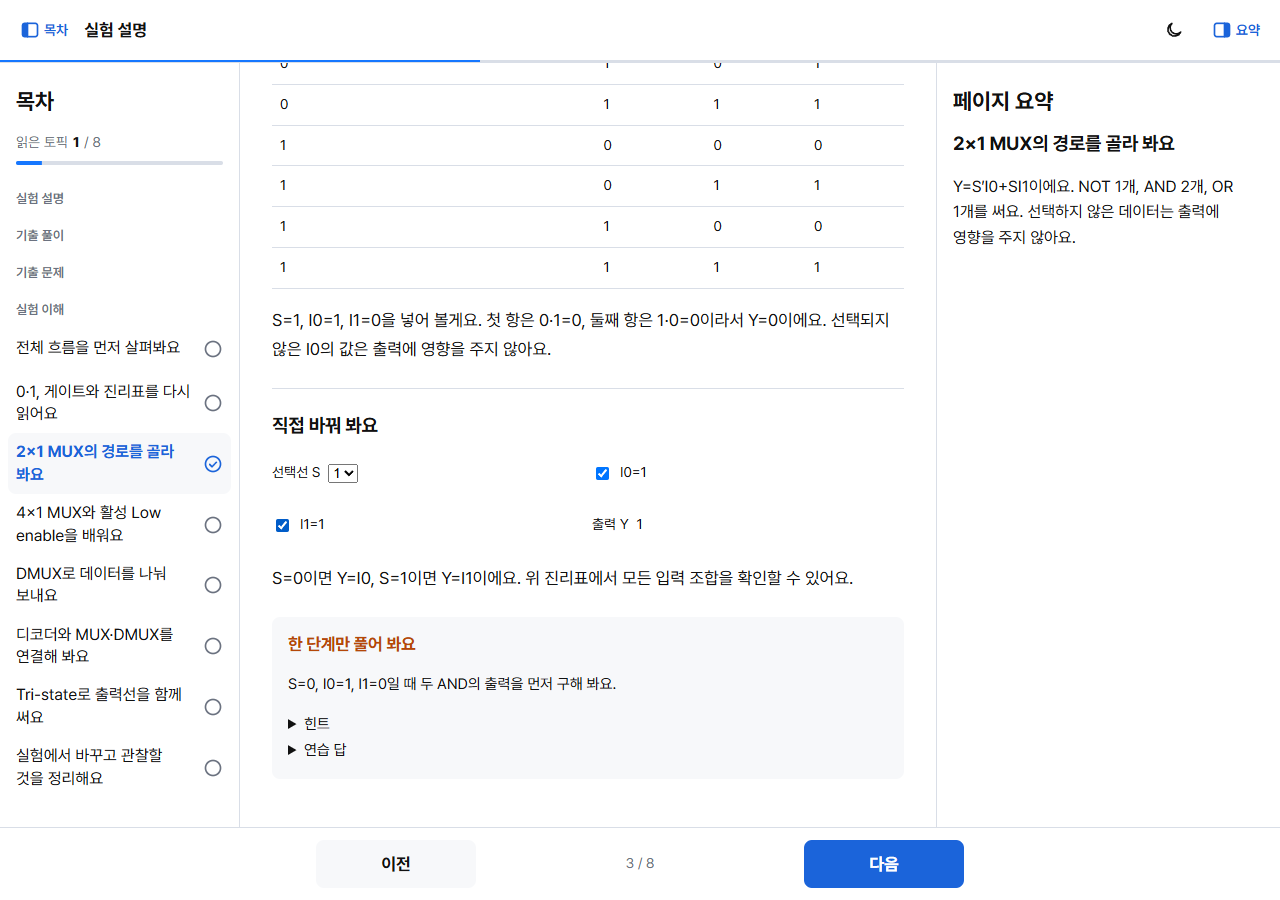 목차 실험 설명 요약
목차
읽은 토픽 1 / 8
실험 설명
기출 풀이
기출 문제
실험 이해
전체 흐름을 먼저 살펴봐요
0·1, 게이트와 진리표를 다시
읽어요
2×1 MUX의 경로를 골라
봐요
4×1 MUX와 활성 Low
enable을 배워요
DMUX로 데이터를 나눠
보내요
디코더와 MUX·DMUX를
연결해 봐요
Tri-state로 출력선을 함께
써요
실험에서 바꾸고 관찰할
것을 정리해요
0 1 0 1
0 1 1 1
1 0 0 0
1 0 1 1
1 1 0 0
1 1 1 1
S=1, I0=1, I1=0을 넣어 볼게요. 첫 항은 0·1=0, 둘째 항은 1·0=0이라서 Y=0이에요. 선택되지
않은 I0의 값은 출력에 영향을 주지 않아요.
직접 바꿔 봐요
선택선 S 1 I0=1
I1=1 출력 Y 1
S=0이면 Y=I0, S=1이면 Y=I1이에요. 위 진리표에서 모든 입력 조합을 확인할 수 있어요.
한 단계만 풀어 봐요
S=0, I0=1, I1=0일 때 두 AND의 출력을 먼저 구해 봐요.
힌트
연습 답
페이지 요약
2×1 MUX의 경로를 골라 봐요
Y=S′I0+SI1이에요. NOT 1개, AND 2개, OR
1개를 써요. 선택하지 않은 데이터는 출력에
영향을 주지 않아요.
이전 3 / 8 다음